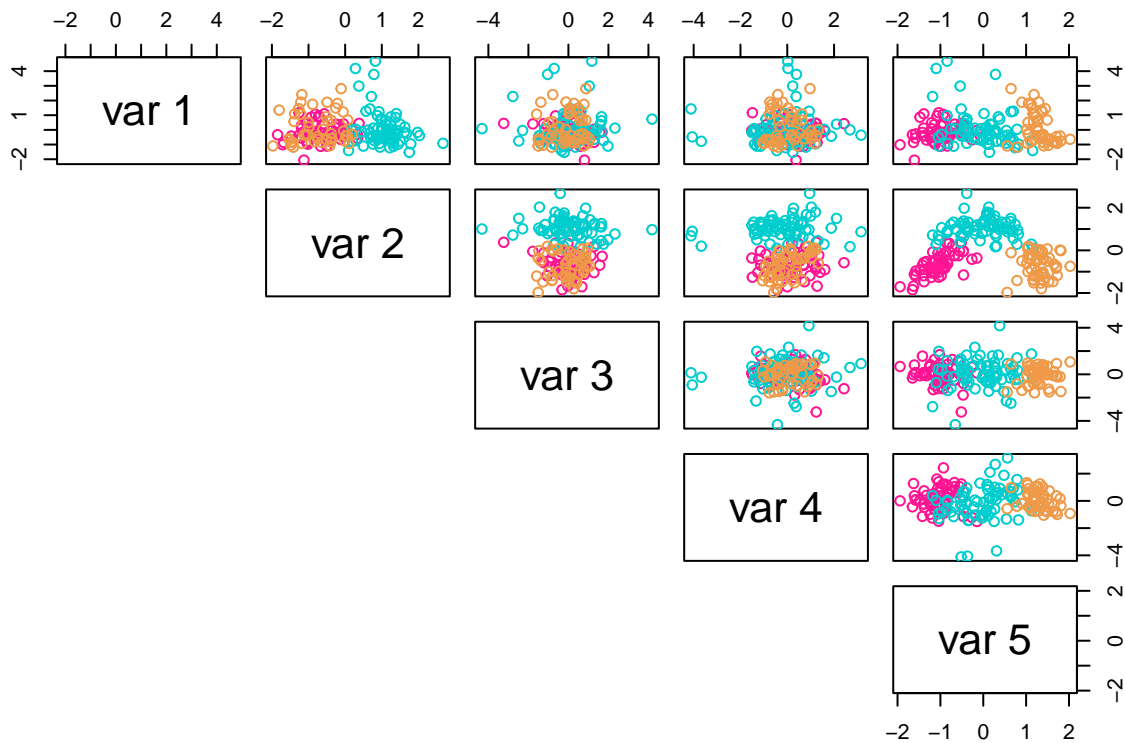 −2 0 2 4 −2 0 2 −4 0 2 4 −4 −2 0 2 −2 −1 0 1 2
var 1
−2 1 4
−2 0 2 4
var 2
−2 0 2
var 3
−4 0 4
var 4
−4 0
var 5
−2 0 2
−2 −1 0 1 2